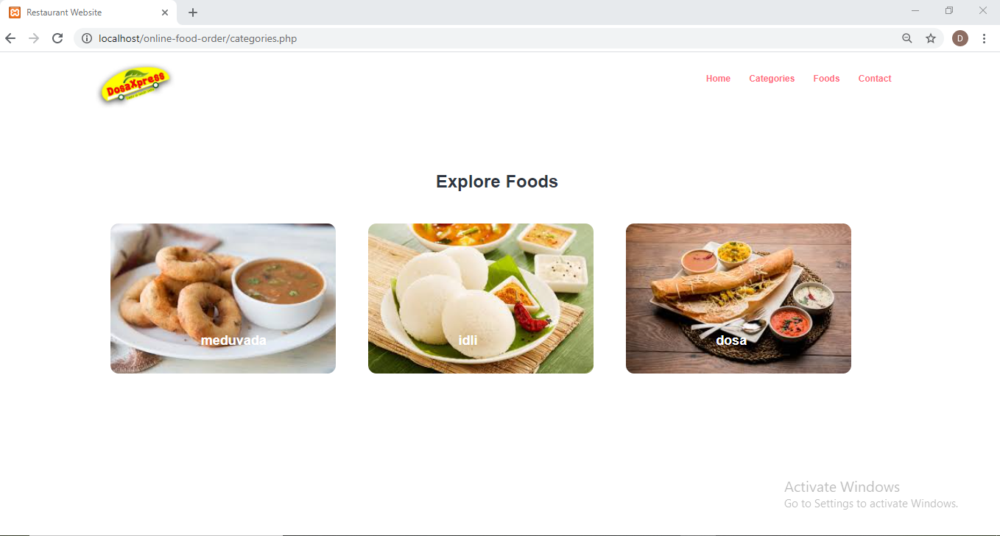 Restaurant Website
localhost/online-food-order/categories.php
D
DosaXpress
Home Categories Foods Contact
Explore Foods
meduvada idli dosa
Activate Windows
Go to Settings to activate Windows.